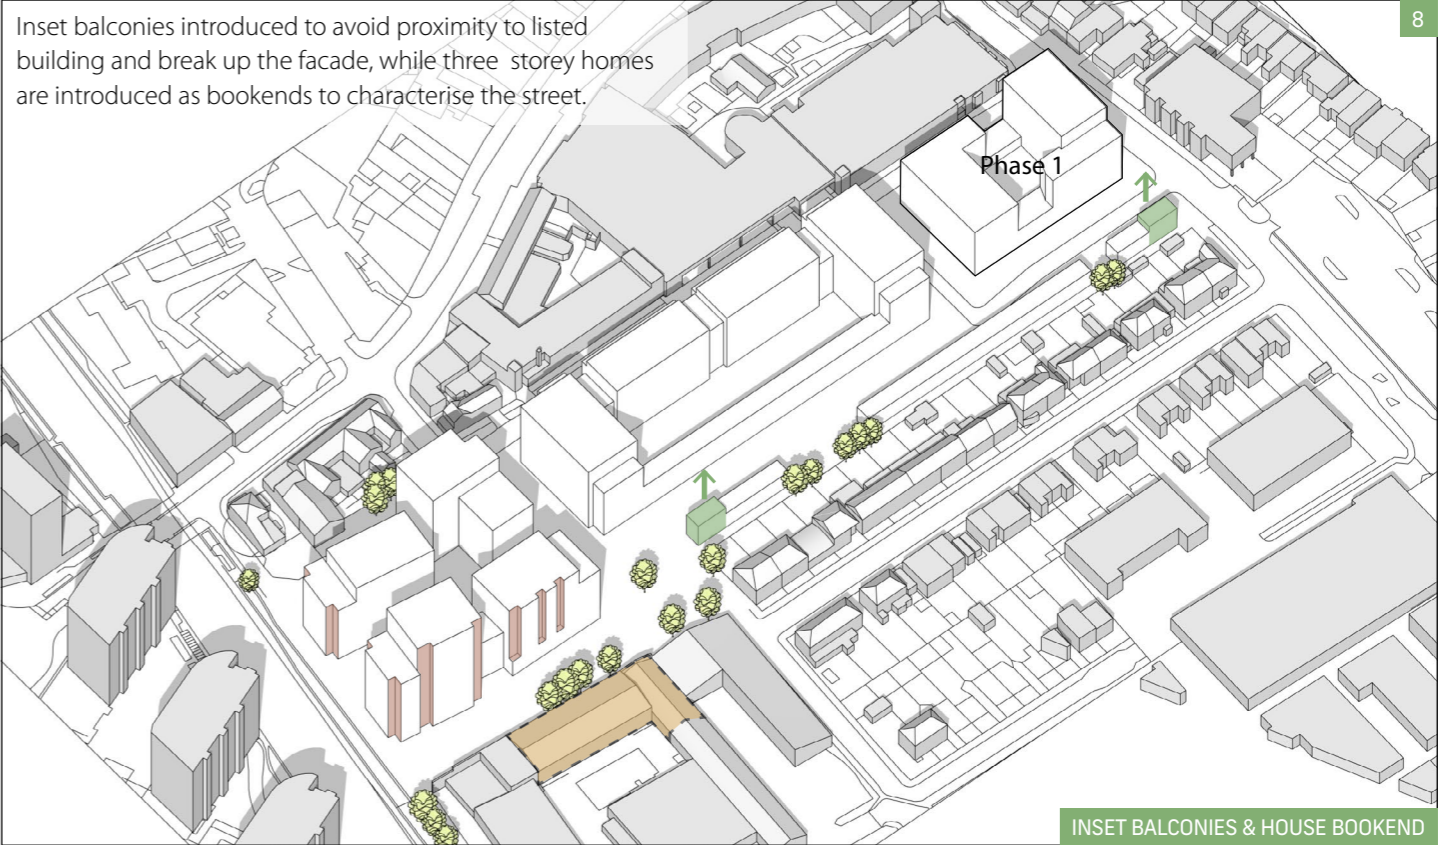 Inset balconies introduced to avoid proximity to listed
building and break up the facade, while three storey homes
are introduced as bookends to characterise the street.
8
Phase 1
INSET BALCONIES & HOUSE BOOKEND